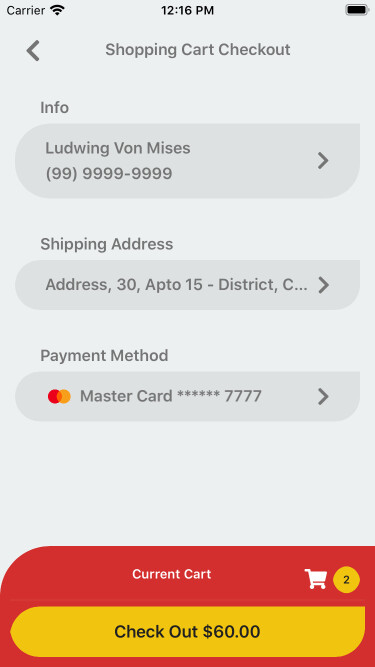 Carrier 12:16 PM
Shopping Cart Checkout
Info
Ludwing Von Mises
(99) 9999-9999
Shipping Address
Address, 30, Apto 15 - District, C...
Payment Method
Master Card ****** 7777
Current Cart 2
Check Out $60.00